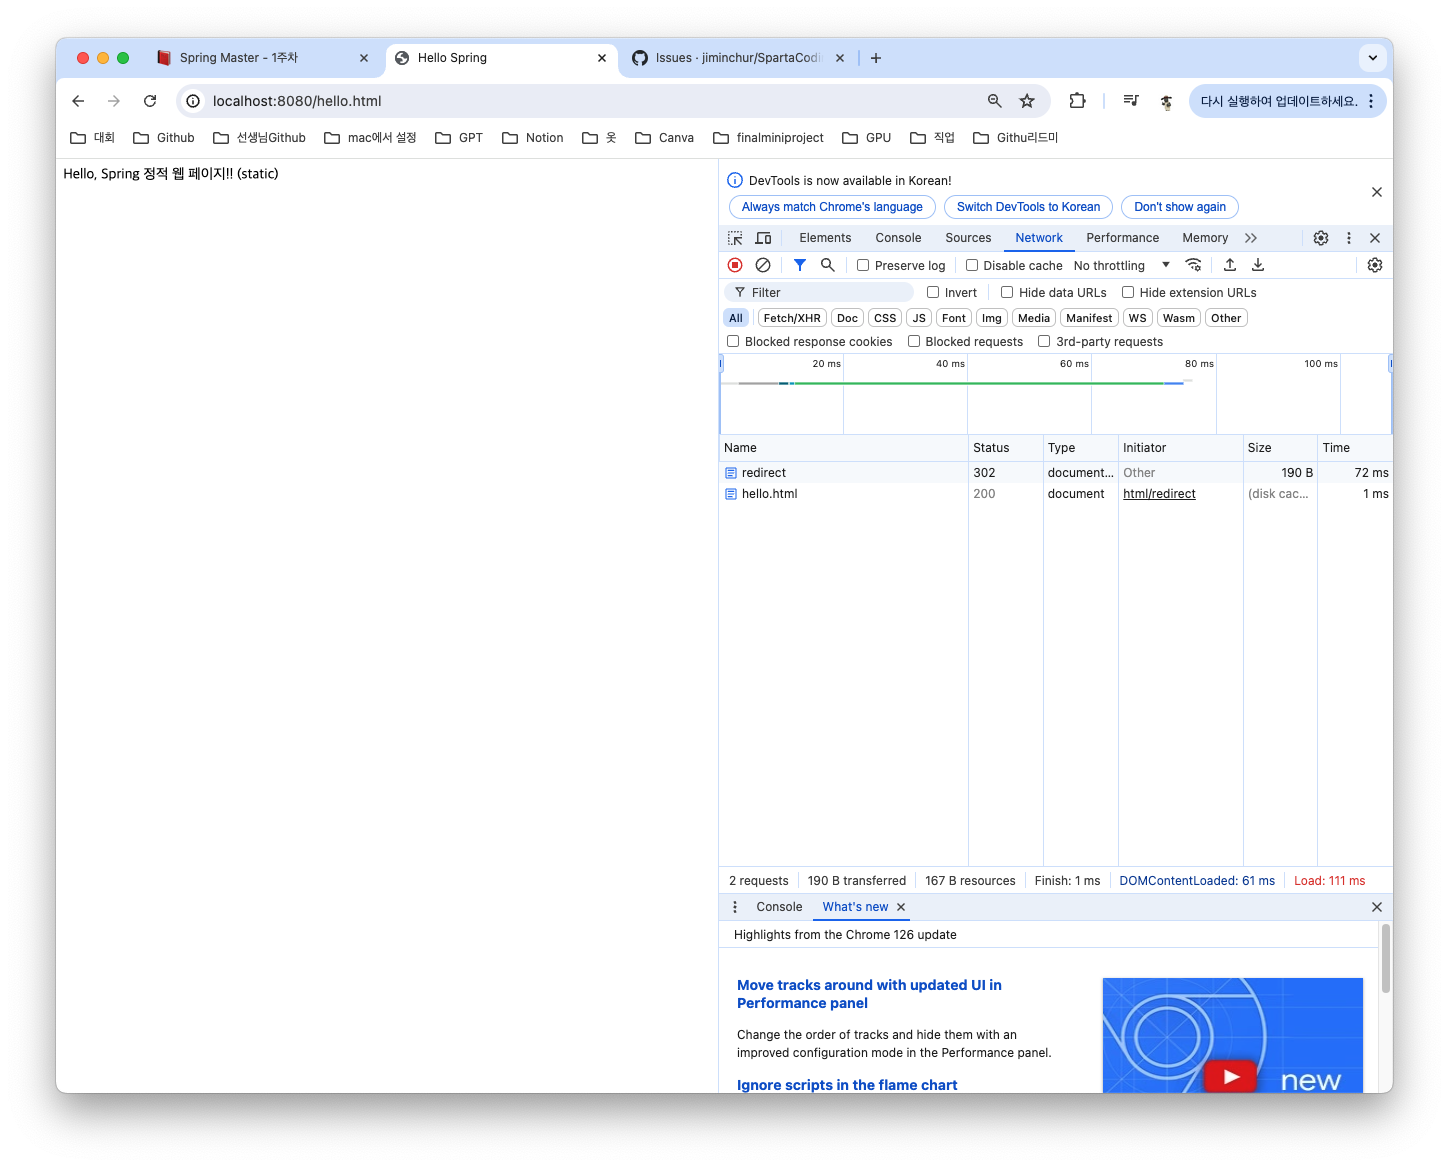 Spring Master - 1주차
Hello Spring
Issues · jiminchur/SpartaCodi
localhost:8080/hello.html
다시 실행하여 업데이트하세요.
대회
Github
선생님Github
mac에서 설정
GPT
Notion
옷
Canva
finalminiproject
GPU
직업
Githu리드미
Hello, Spring 정적 웹 페이지!! (static)
DevTools is now available in Korean!
Always match Chrome's language
Switch DevTools to Korean
Don't show again
Elements
Console
Sources
Network
Performance
Memory
Preserve log
Disable cache
No throttling
Filter
Invert
Hide data URLs
Hide extension URLs
All
Fetch/XHR
Doc
CSS
JS
Font
Img
Media
Manifest
WS
Wasm
Other
Blocked response cookies
Blocked requests
3rd-party requests
20 ms
40 ms
60 ms
80 ms
100 ms
Name Status Type Initiator Size Time
redirect 302 document... Other 190 B 72 ms
hello.html 200 document html/redirect (disk cac... 1 ms
2 requests
190 B transferred
167 B resources
Finish: 1 ms
DOMContentLoaded: 61 ms
Load: 111 ms
Console
What's new
Highlights from the Chrome 126 update
Move tracks around with updated UI in
Performance panel
Change the order of tracks and hide them with an
improved configuration mode in the Performance panel.
Ignore scripts in the flame chart
new